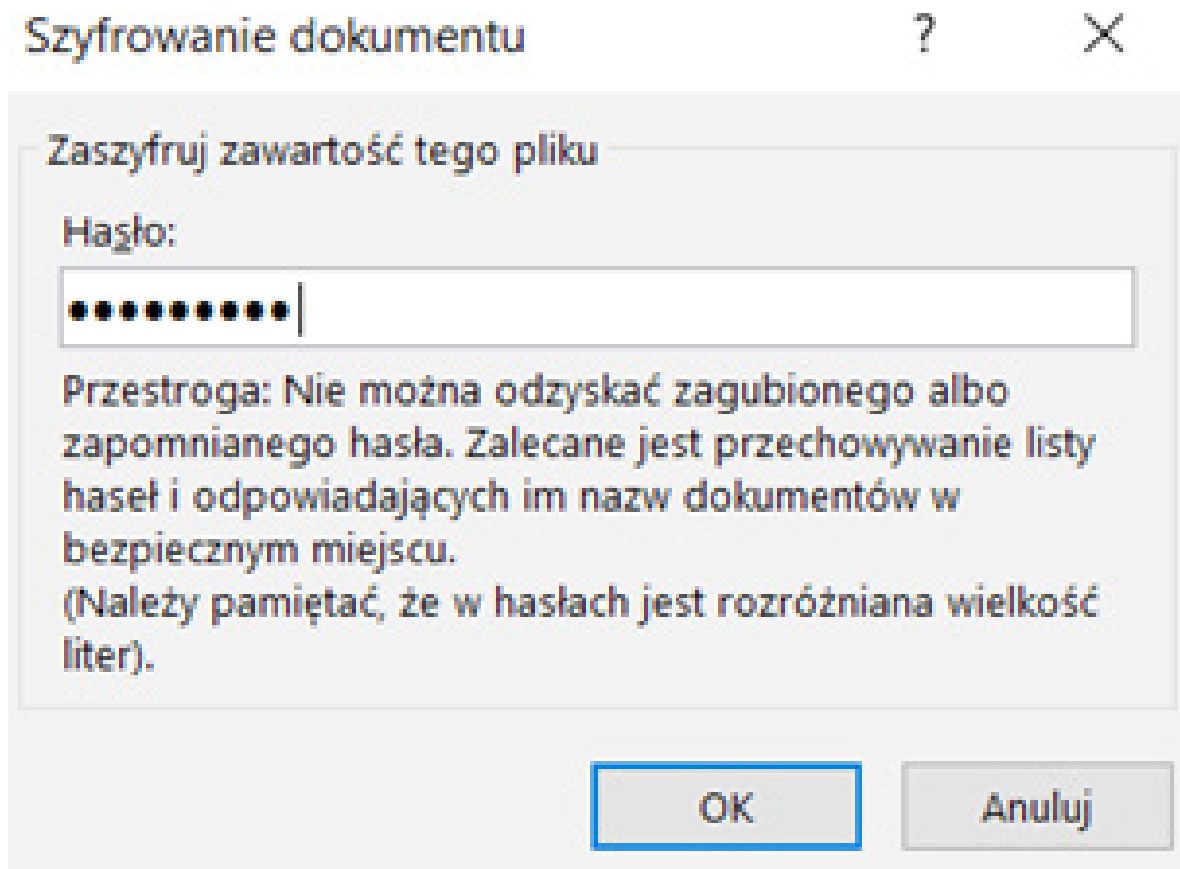 Szyfrowanie dokumentu ? ×
Zaszyfruj zawartość tego pliku
Hasło:
●●●●●●●●●
Przestroga: Nie można odzyskać zagubionego albo
zapomnianego hasła. Zalecane jest przechowywanie listy
haseł i odpowiadających im nazw dokumentów w
bezpiecznym miejscu.
(Należy pamiętać, że w hasłach jest rozróżniana wielkość
liter).
OK Anuluj